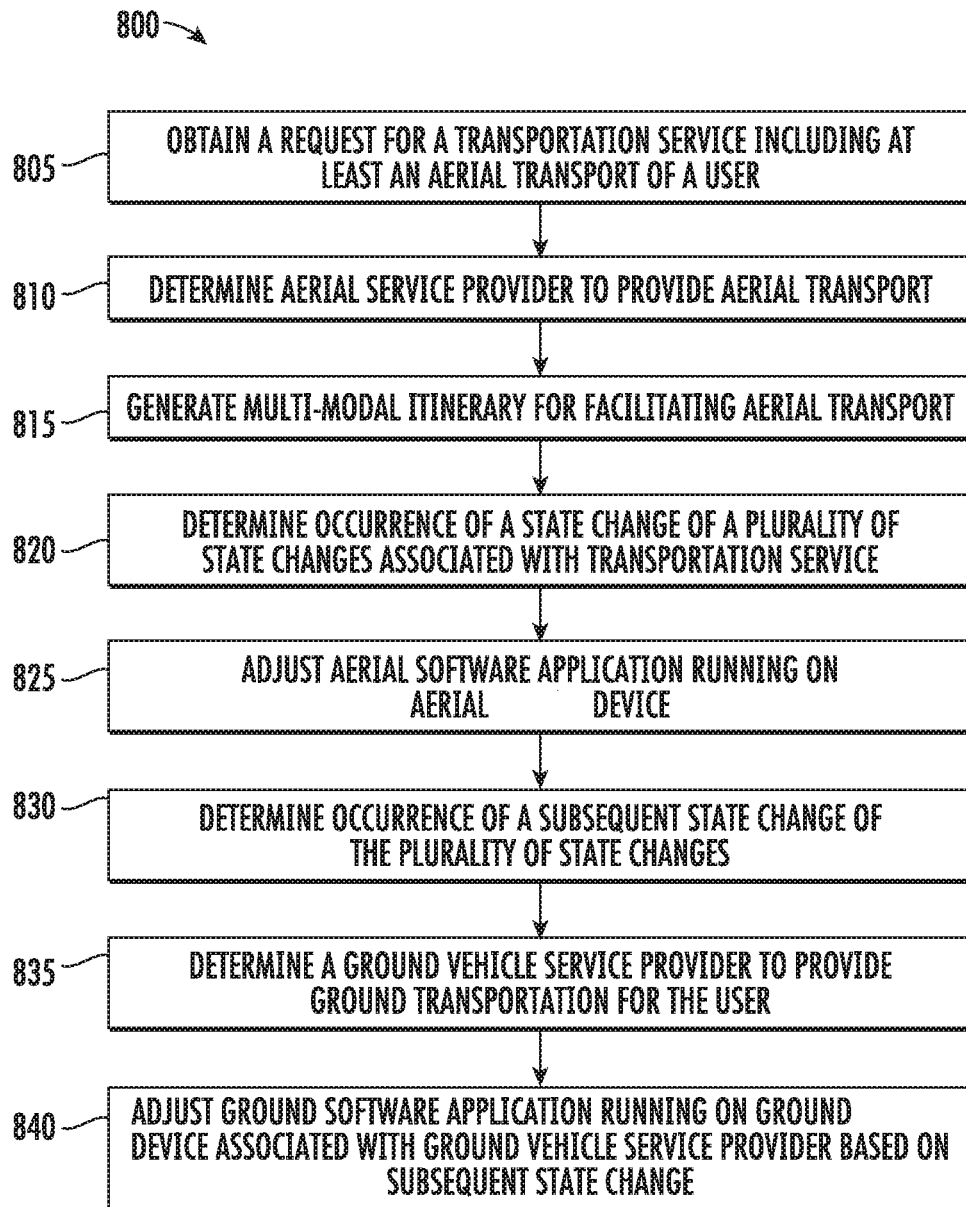 800
805
OBTAIN A REQUEST FOR A TRANSPORTATION SERVICE INCLUDING AT
LEAST AN AERIAL TRANSPORT OF A USER
810
DETERMINE AERIAL SERVICE PROVIDER TO PROVIDE AERIAL TRANSPORT
815
GENERATE MULTI-MODAL ITINERARY FOR FACILITATING AERIAL TRANSPORT
820
DETERMINE OCCURRENCE OF A STATE CHANGE OF A PLURALITY OF
STATE CHANGES ASSOCIATED WITH TRANSPORTATION SERVICE
825
ADJUST AERIAL SOFTWARE APPLICATION RUNNING ON
AERIAL DEVICE
830
DETERMINE OCCURRENCE OF A SUBSEQUENT STATE CHANGE OF
THE PLURALITY OF STATE CHANGES
835
DETERMINE A GROUND VEHICLE SERVICE PROVIDER TO PROVIDE
GROUND TRANSPORTATION FOR THE USER
840
ADJUST GROUND SOFTWARE APPLICATION RUNNING ON GROUND
DEVICE ASSOCIATED WITH GROUND VEHICLE SERVICE PROVIDER BASED ON
SUBSEQUENT STATE CHANGE